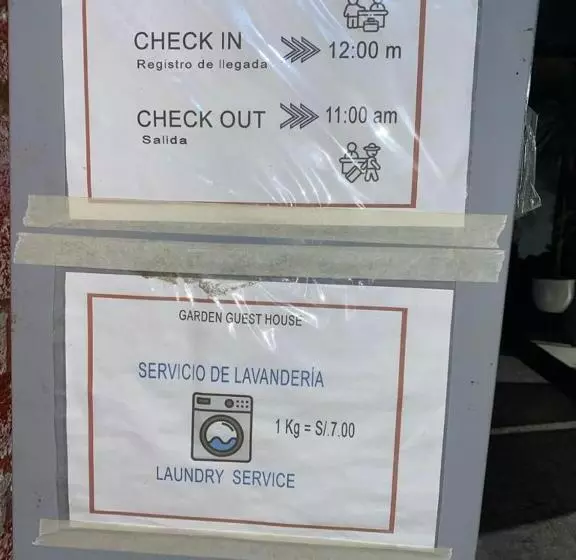 CHECK IN >>> 12:00 m
Registro de llegada
CHECK OUT >>> 11:00 am
Salida
GARDEN GUEST HOUSE
SERVICIO DE LAVANDERÍA
1 Kg = S/.7.00
LAUNDRY SERVICE